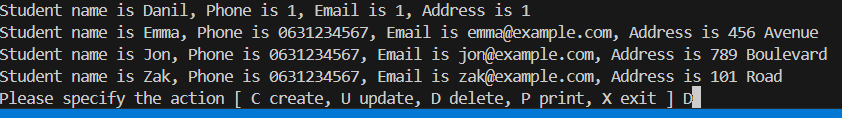 Student name is Danil, Phone is 1, Email is 1, Address is 1
Student name is Emma, Phone is 0631234567, Email is emma@example.com, Address is 456 Avenue
Student name is Jon, Phone is 0631234567, Email is jon@example.com, Address is 789 Boulevard
Student name is Zak, Phone is 0631234567, Email is zak@example.com, Address is 101 Road
Please specify the action [ C create, U update, D delete, P print, X exit ] D